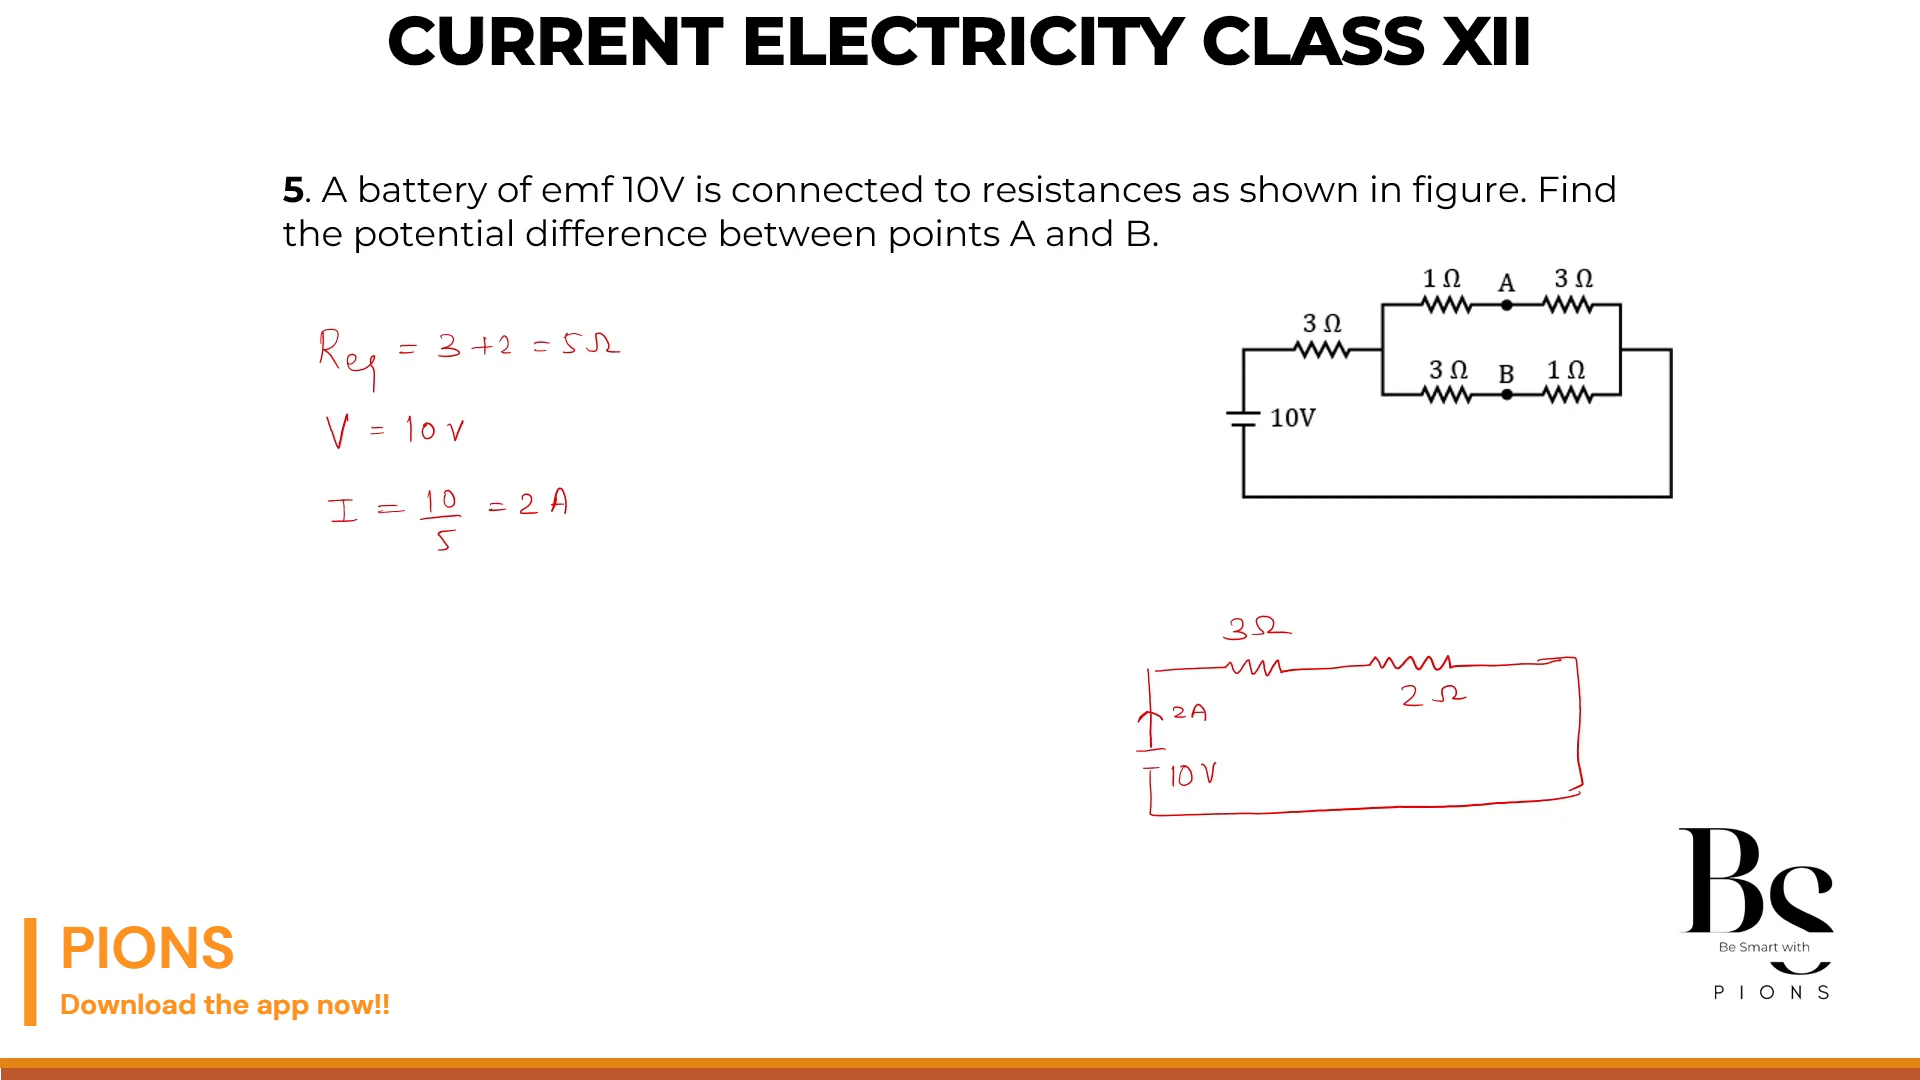 CURRENT ELECTRICITY CLASS XII
5. A battery of emf 10V is connected to resistances as shown in figure. Find
the potential difference between points A and B.
1 Ω A 3 Ω
3 Ω
3 Ω B 1 Ω
10V
Req = 3 + 2 = 5Ω
V = 10 V
I = 10/5 = 2 A
3Ω
2 Ω
2A
10 V
Bs
Be Smart with
PIONS
PIONS
Download the app now!!